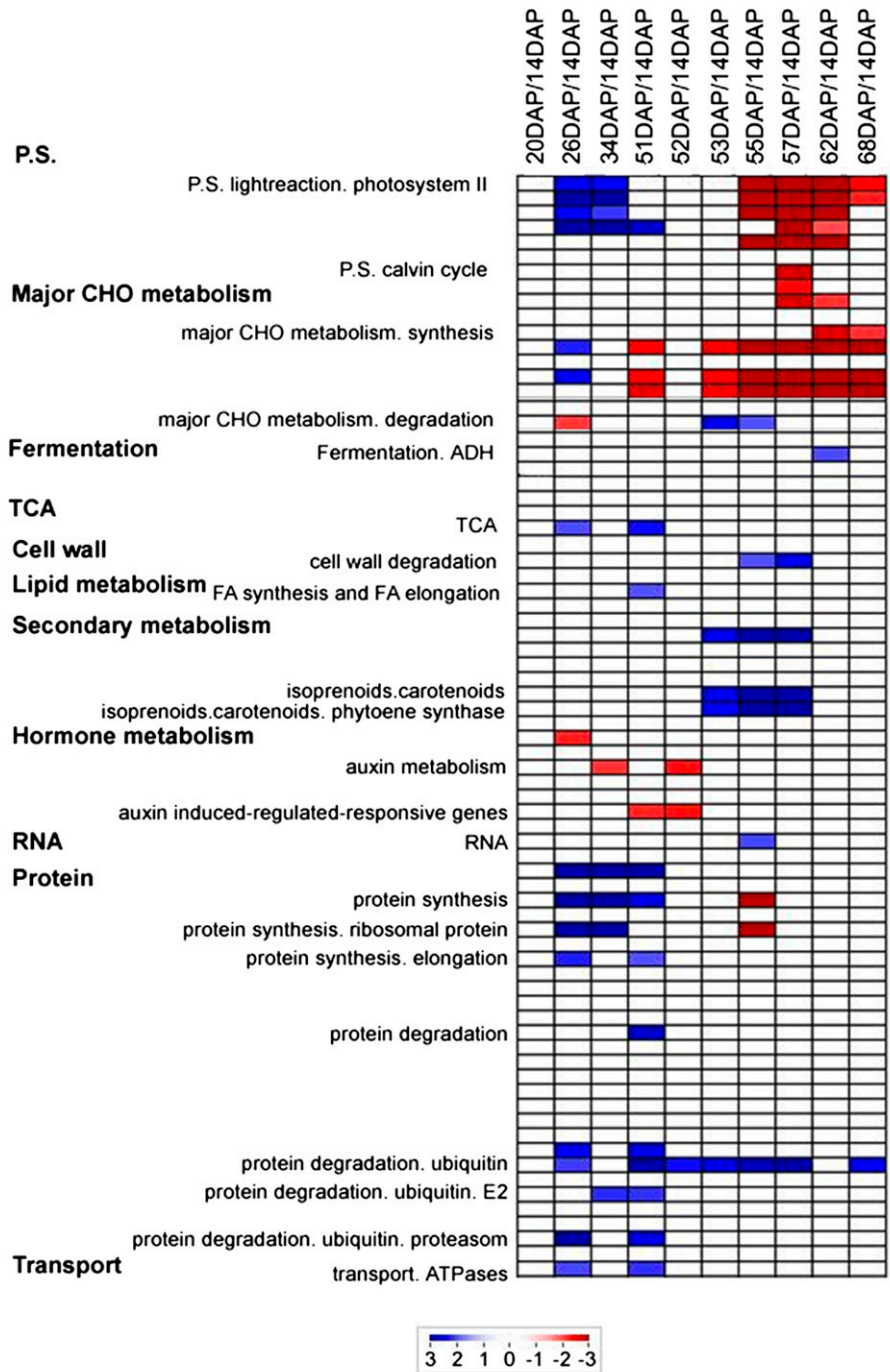 20DAP/14DAP
26DAP/14DAP
34DAP/14DAP
51DAP/14DAP
52DAP/14DAP
53DAP/14DAP
55DAP/14DAP
57DAP/14DAP
62DAP/14DAP
68DAP/14DAP
P.S.
P.S. lightreaction. photosystem II
P.S. calvin cycle
Major CHO metabolism
major CHO metabolism. synthesis
major CHO metabolism. degradation
Fermentation
Fermentation. ADH
TCA
TCA
Cell wall
cell wall degradation
Lipid metabolism
FA synthesis and FA elongation
Secondary metabolism
isoprenoids.carotenoids
isoprenoids.carotenoids. phytoene synthase
Hormone metabolism
auxin metabolism
auxin induced-regulated-responsive genes
RNA
RNA
Protein
protein synthesis
protein synthesis. ribosomal protein
protein synthesis. elongation
protein degradation
protein degradation. ubiquitin
protein degradation. ubiquitin. E2
protein degradation. ubiquitin. proteasom
Transport
transport. ATPases
3 2 1 0 -1 -2 -3